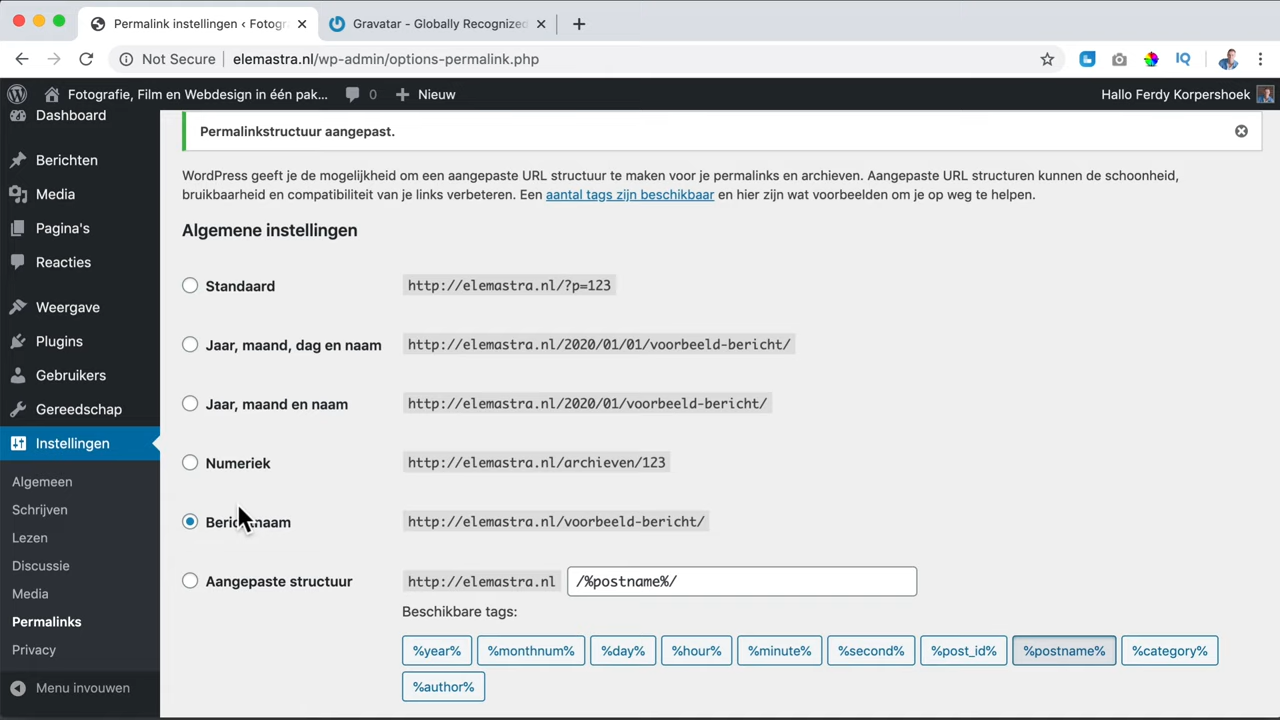 Permalink instellingen ‹ Fotogr
Gravatar - Globally Recognized
Not Secure elemastra.nl/wp-admin/options-permalink.php
IQ
Fotografie, Film en Webdesign in één pak... 0 Nieuw Hallo Ferdy Korpershoek
Dashboard
Berichten
Media
Pagina's
Reacties
Weergave
Plugins
Gebruikers
Gereedschap
Instellingen
Algemeen
Schrijven
Lezen
Discussie
Media
Permalinks
Privacy
Menu invouwen
Permalinkstructuur aangepast.
WordPress geeft je de mogelijkheid om een aangepaste URL structuur te maken voor je permalinks en archieven. Aangepaste URL structuren kunnen de schoonheid,
bruikbaarheid en compatibiliteit van je links verbeteren. Een aantal tags zijn beschikbaar en hier zijn wat voorbeelden om je op weg te helpen.
Algemene instellingen
Standaard http://elemastra.nl/?p=123
Jaar, maand, dag en naam http://elemastra.nl/2020/01/01/voorbeeld-bericht/
Jaar, maand en naam http://elemastra.nl/2020/01/voorbeeld-bericht/
Numeriek http://elemastra.nl/archieven/123
Berichtnaam http://elemastra.nl/voorbeeld-bericht/
Aangepaste structuur http://elemastra.nl /%postname%/
Beschikbare tags:
%year% %monthnum% %day% %hour% %minute% %second% %post_id% %postname% %category%
%author%